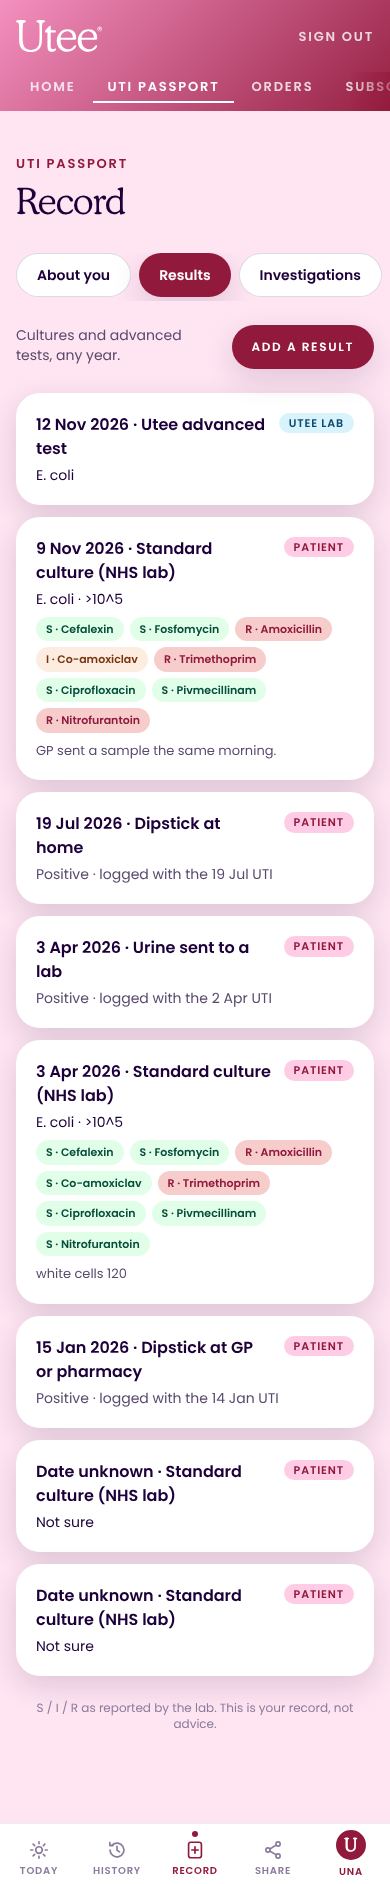 Utee®
SIGN OUT
HOME UTI PASSPORT ORDERS SUBSC
UTI PASSPORT
Record
About you Results Investigations
Cultures and advanced
tests, any year.
ADD A RESULT
12 Nov 2026 · Utee advanced
test
UTEE LAB
E. coli
9 Nov 2026 · Standard
culture (NHS lab)
PATIENT
E. coli · >10^5
S · Cefalexin S · Fosfomycin R · Amoxicillin
I · Co-amoxiclav R · Trimethoprim
S · Ciprofloxacin S · Pivmecillinam
R · Nitrofurantoin
GP sent a sample the same morning.
19 Jul 2026 · Dipstick at
home
PATIENT
Positive · logged with the 19 Jul UTI
3 Apr 2026 · Urine sent to a
lab
PATIENT
Positive · logged with the 2 Apr UTI
3 Apr 2026 · Standard culture
(NHS lab)
PATIENT
E. coli · >10^5
S · Cefalexin S · Fosfomycin R · Amoxicillin
S · Co-amoxiclav R · Trimethoprim
S · Ciprofloxacin S · Pivmecillinam
S · Nitrofurantoin
white cells 120
15 Jan 2026 · Dipstick at GP
or pharmacy
PATIENT
Positive · logged with the 14 Jan UTI
Date unknown · Standard
culture (NHS lab)
PATIENT
Not sure
Date unknown · Standard
culture (NHS lab)
PATIENT
Not sure
S / I / R as reported by the lab. This is your record, not
advice.
U
TODAY HISTORY RECORD SHARE UNA